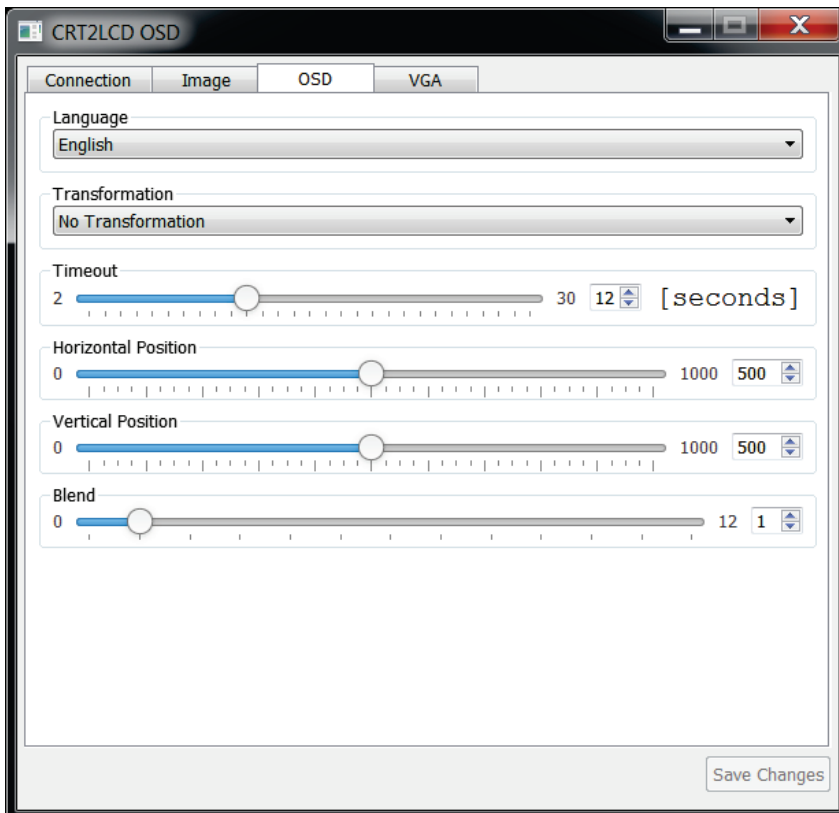 CRT2LCD OSD
Connection Image OSD VGA
Language
English
Transformation
No Transformation
Timeout
2 30 12 [seconds]
Horizontal Position
0 1000 500
Vertical Position
0 1000 500
Blend
0 12 1
Save Changes